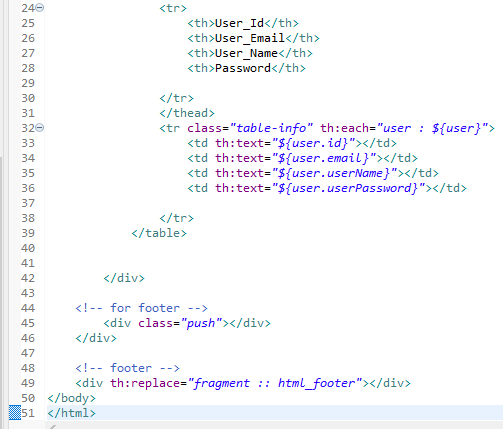 24 <tr>
25 <th>User_Id</th>
26 <th>User_Email</th>
27 <th>User_Name</th>
28 <th>Password</th>
29
30 </tr>
31 </thead>
32 <tr class="table-info" th:each="user : ${user}">
33 <td th:text="${user.id}"></td>
34 <td th:text="${user.email}"></td>
35 <td th:text="${user.userName}"></td>
36 <td th:text="${user.userPassword}"></td>
37
38 </tr>
39 </table>
40
41
42 </div>
43
44 <!-- for footer -->
45 <div class="push"></div>
46 </div>
47
48 <!-- footer -->
49 <div th:replace="fragment :: html_footer"></div>
50 </body>
51 </html>